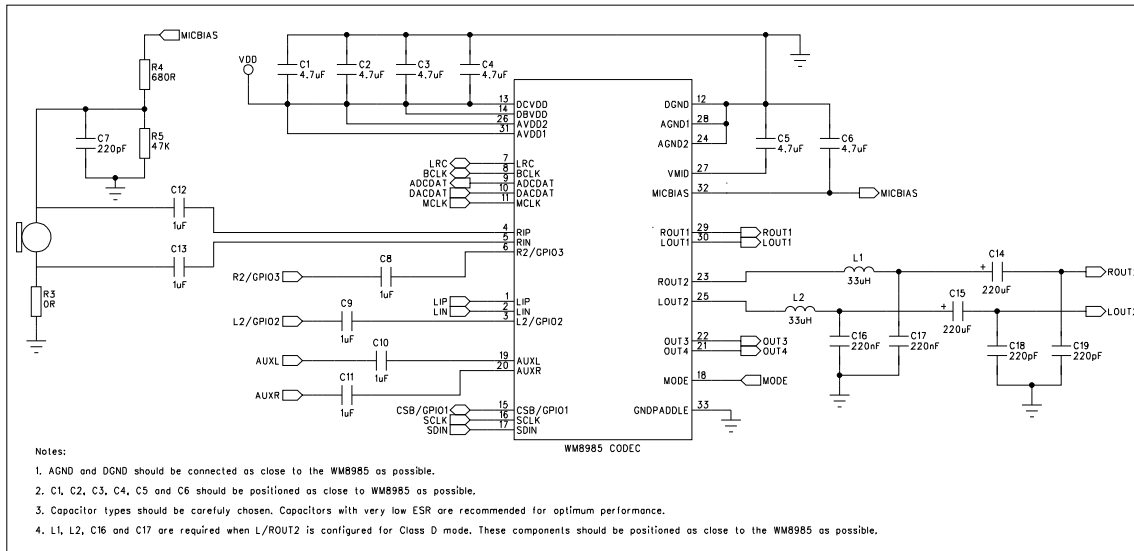 MICBIAS
R4
680R
C7
220pF
R5
47K
R3
0R
VDD
C1
4.7uF
C2
4.7uF
C3
4.7uF
C4
4.7uF
C12
1uF
C13
1uF
R2/GPIO3
C8
1uF
L2/GPIO2
C9
1uF
AUXL
C10
1uF
AUXR
C11
1uF
13 DCVDD
14 DBVDD
26 AVDD2
31 AVDD1
LRC 7 LRC
BCLK 8 BCLK
ADCDAT 9 ADCDAT
DACDAT 10 DACDAT
MCLK 11 MCLK
4 RIP
5 RIN
6 R2/GPIO3
LIP 1 LIP
LIN 2 LIN
3 L2/GPIO2
19 AUXL
20 AUXR
CSB/GPIO1 15 CSB/GPIO1
SCLK 16 SCLK
SDIN 17 SDIN
DGND 12
AGND1 28
AGND2 24
VMID 27
MICBIAS 32 MICBIAS
C5
4.7uF
C6
4.7uF
ROUT1 29 ROUT1
LOUT1 30 LOUT1
ROUT2 23
LOUT2 25
OUT3 22 OUT3
OUT4 21 OUT4
MODE 18 MODE
GNDPADDLE 33
L1
33uH
L2
33uH
C14
+
220uF
C15
+
220uF
C16
220nF
C17
220nF
C18
220pF
C19
220pF
WM8985 CODEC
Notes:
1. AGND and DGND should be connected as close to the WM8985 as possible.
2. C1, C2, C3, C4, C5 and C6 should be positioned as close to WM8985 as possible.
3. Capacitor types should be carefuly chosen. Capacitors with very low ESR are recommended for optimum performance.
4. L1, L2, C16 and C17 are required when L/ROUT2 is configured for Class D mode. These components should be positioned as close to the WM8985 as possible.